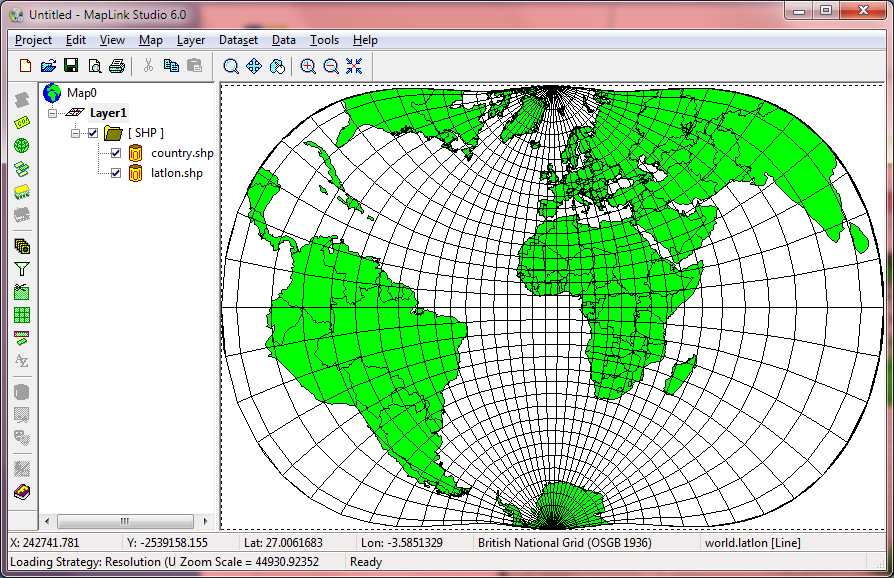 Untitled - MapLink Studio 6.0
Project Edit View Map Layer Dataset Data Tools Help
Map0
Layer1
[ SHP ]
country.shp
latlon.shp
X: 242741.781 Y: -2539158.155 Lat: 27.0061683 Lon: -3.5851329 British National Grid (OSGB 1936) world.latlon [Line]
Loading Strategy: Resolution (U Zoom Scale = 44930.92352 Ready